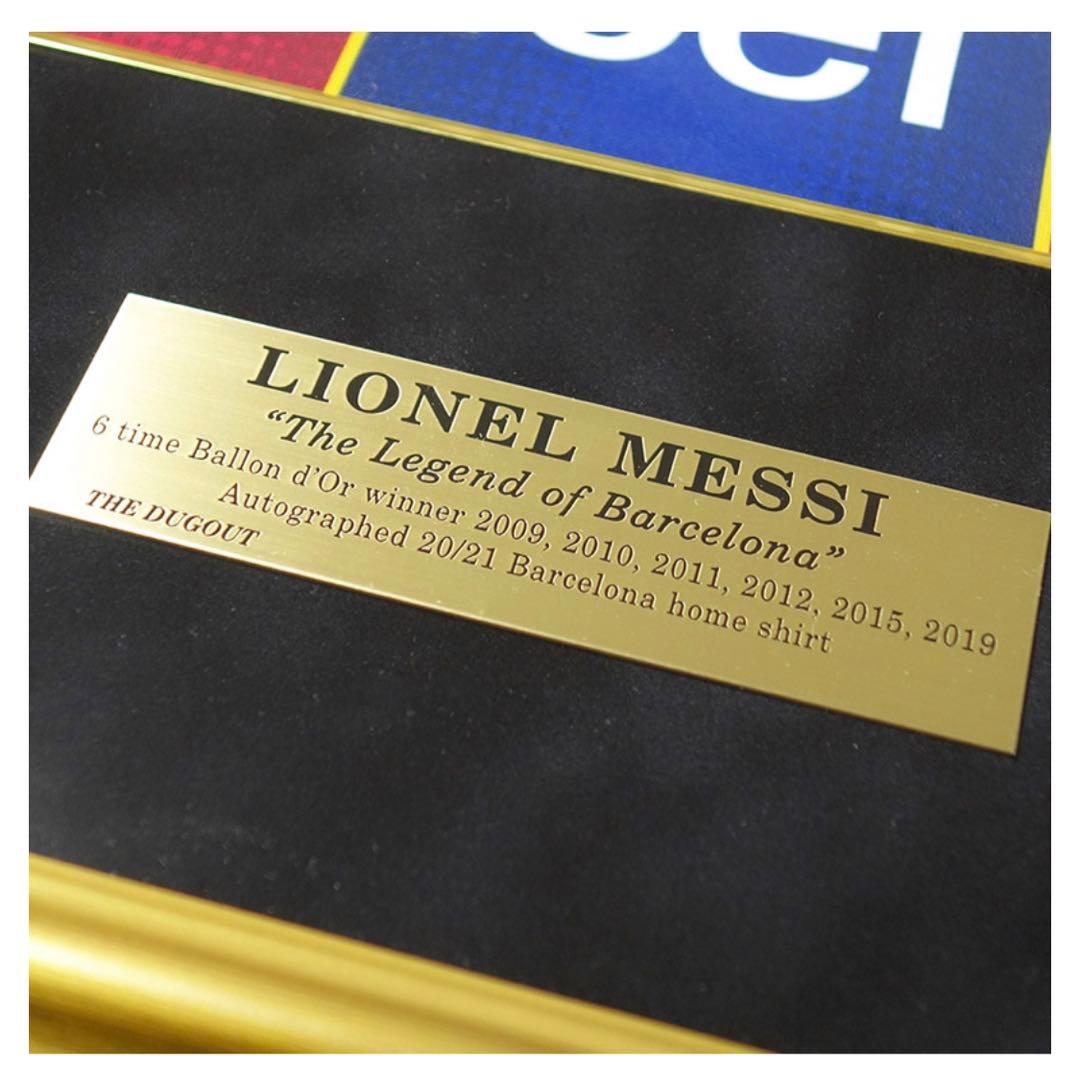 LIONEL MESSI
“The Legend of Barcelona”
6 time Ballon d’Or winner 2009, 2010, 2011, 2012, 2015, 2019
Autographed 20/21 Barcelona home shirt
THE DUGOUT